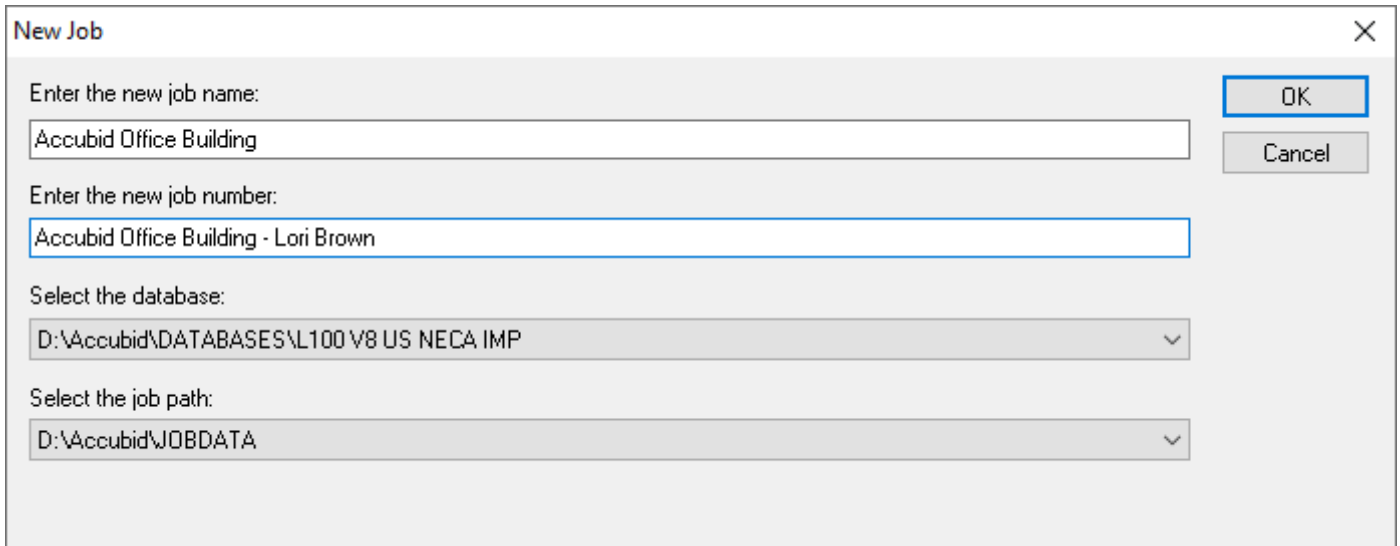 New Job
Enter the new job name:
OK
Accubid Office Building
Cancel
Enter the new job number:
Accubid Office Building - Lori Brown
Select the database:
D:\Accubid\DATABASES\L100 V8 US NECA IMP
Select the job path:
D:\Accubid\JOBDATA